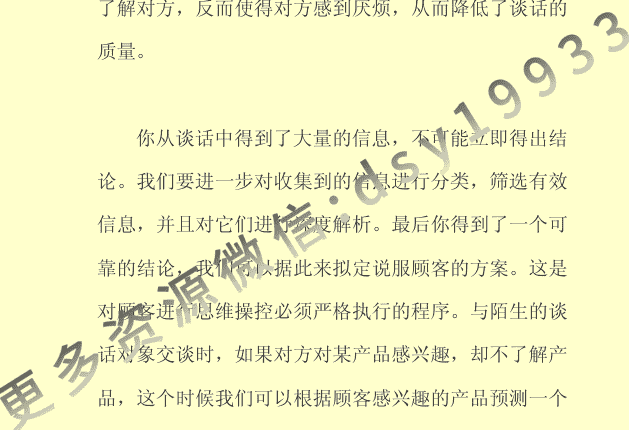 了解对方，反而使得对方感到厌烦，从而降低了谈话的
质量。
你从谈话中得到了大量的信息，不可能立即得出结
论。我们要进一步对收集到的信息进行分类，筛选有效
信息，并且对它们进行深度解析。最后你得到了一个可
靠的结论，我们可以据此来拟定说服顾客的方案。这是
对顾客进行思维操控必须严格执行的程序。与陌生的谈
话对象交谈时，如果对方对某产品感兴趣，却不了解产
品，这个时候我们可以根据顾客感兴趣的产品预测一个
更多资源微信:dsy19933